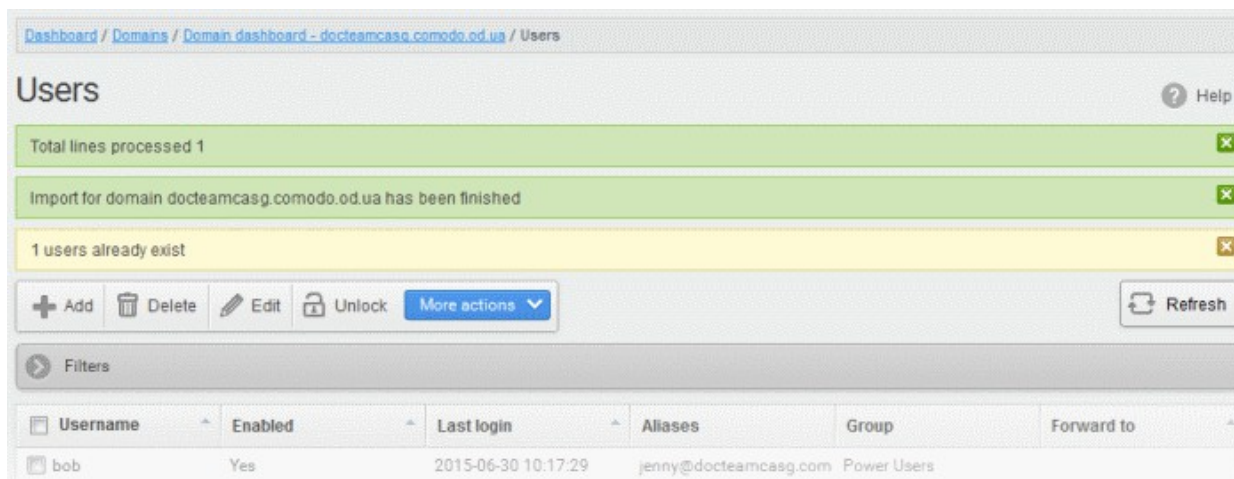 Dashboard / Domains / Domain dashboard - docteamcasg.comodo.od.ua / Users
Users
Help
Total lines processed 1
Import for domain docteamcasg.comodo.od.ua has been finished
1 users already exist
Add Delete Edit Unlock More actions Refresh
Filters
Username Enabled Last login Aliases Group Forward to
bob Yes 2015-06-30 10:17:29 jenny@docteamcasg.com Power Users